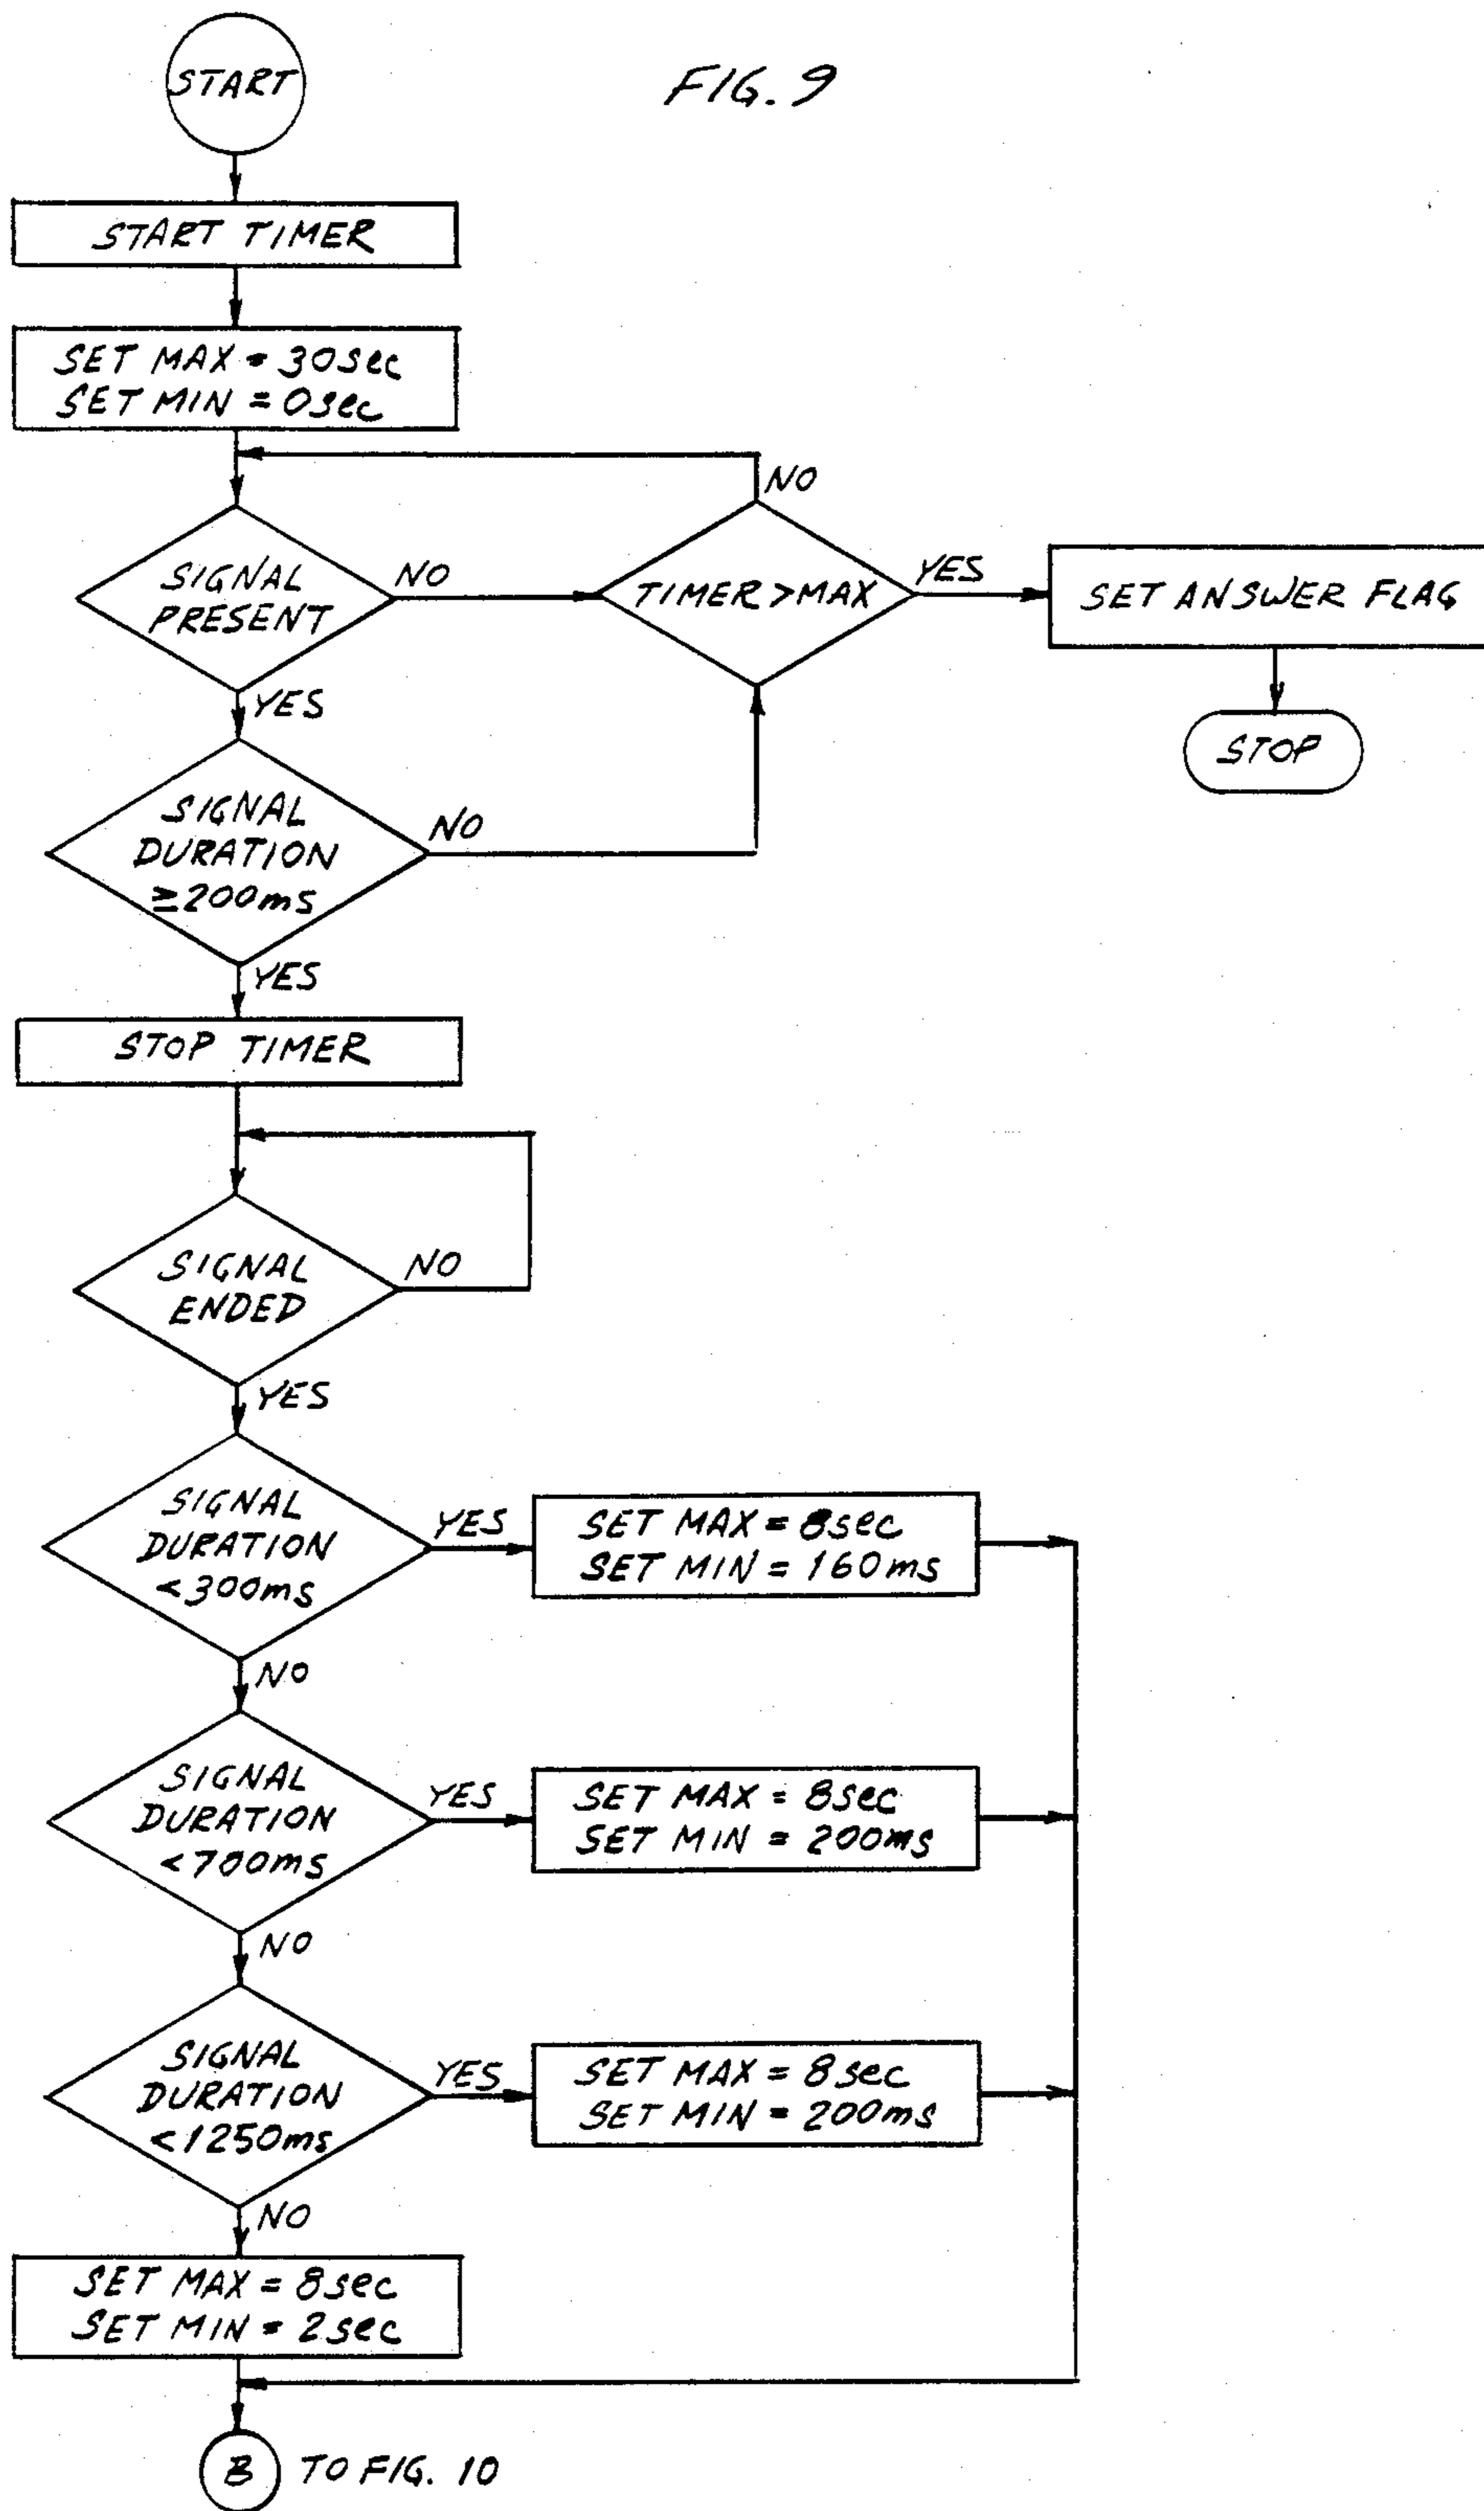 FIG. 9
START
START TIMER
SET MAX = 30sec
SET MIN = 0sec
NO
SIGNAL
PRESENT
NO
TIMER > MAX
YES
SET ANSWER FLAG
YES
STOP
SIGNAL
DURATION
≥200ms
NO
YES
STOP TIMER
SIGNAL
ENDED
NO
YES
SIGNAL
DURATION
<300ms
YES
SET MAX = 8sec
SET MIN = 160ms
NO
SIGNAL
DURATION
<700ms
YES
SET MAX = 8sec
SET MIN = 200ms
NO
SIGNAL
DURATION
<1250ms
YES
SET MAX = 8sec
SET MIN = 200ms
NO
SET MAX = 8sec
SET MIN = 2sec
B TO FIG. 10